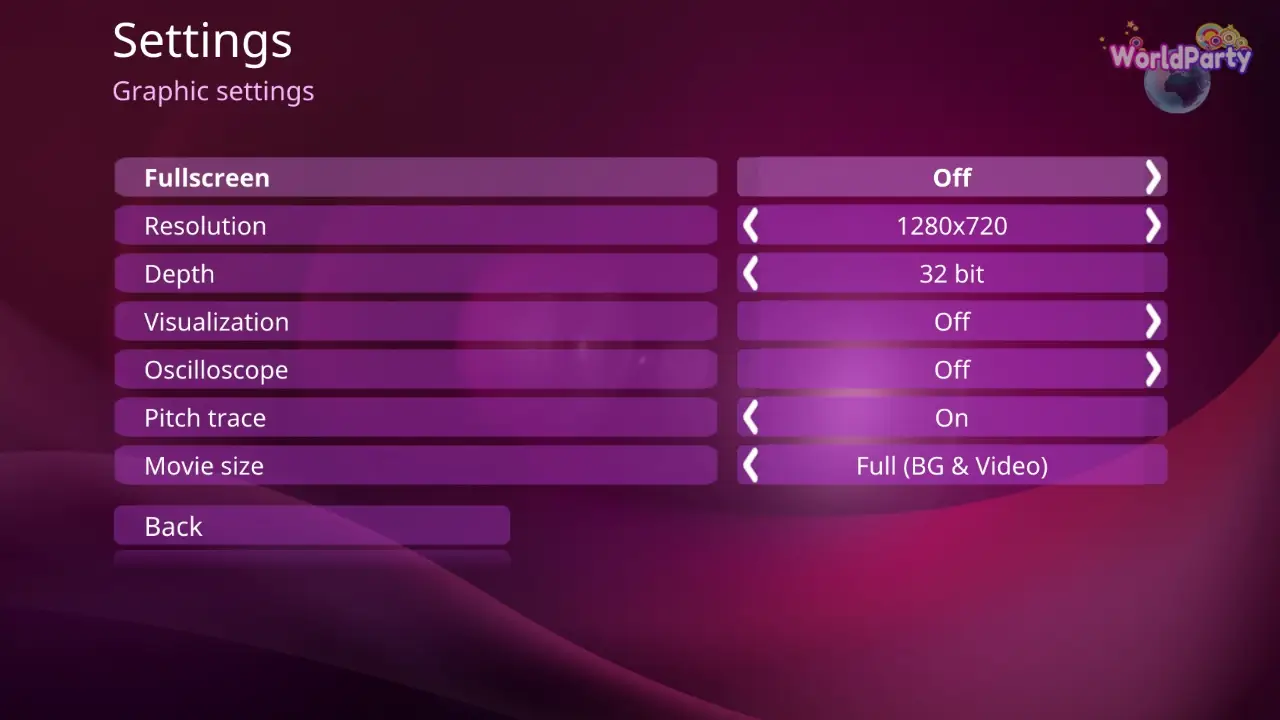 Settings
Graphic settings
WorldParty
Fullscreen Off
Resolution 1280x720
Depth 32 bit
Visualization Off
Oscilloscope Off
Pitch trace On
Movie size Full (BG & Video)
Back